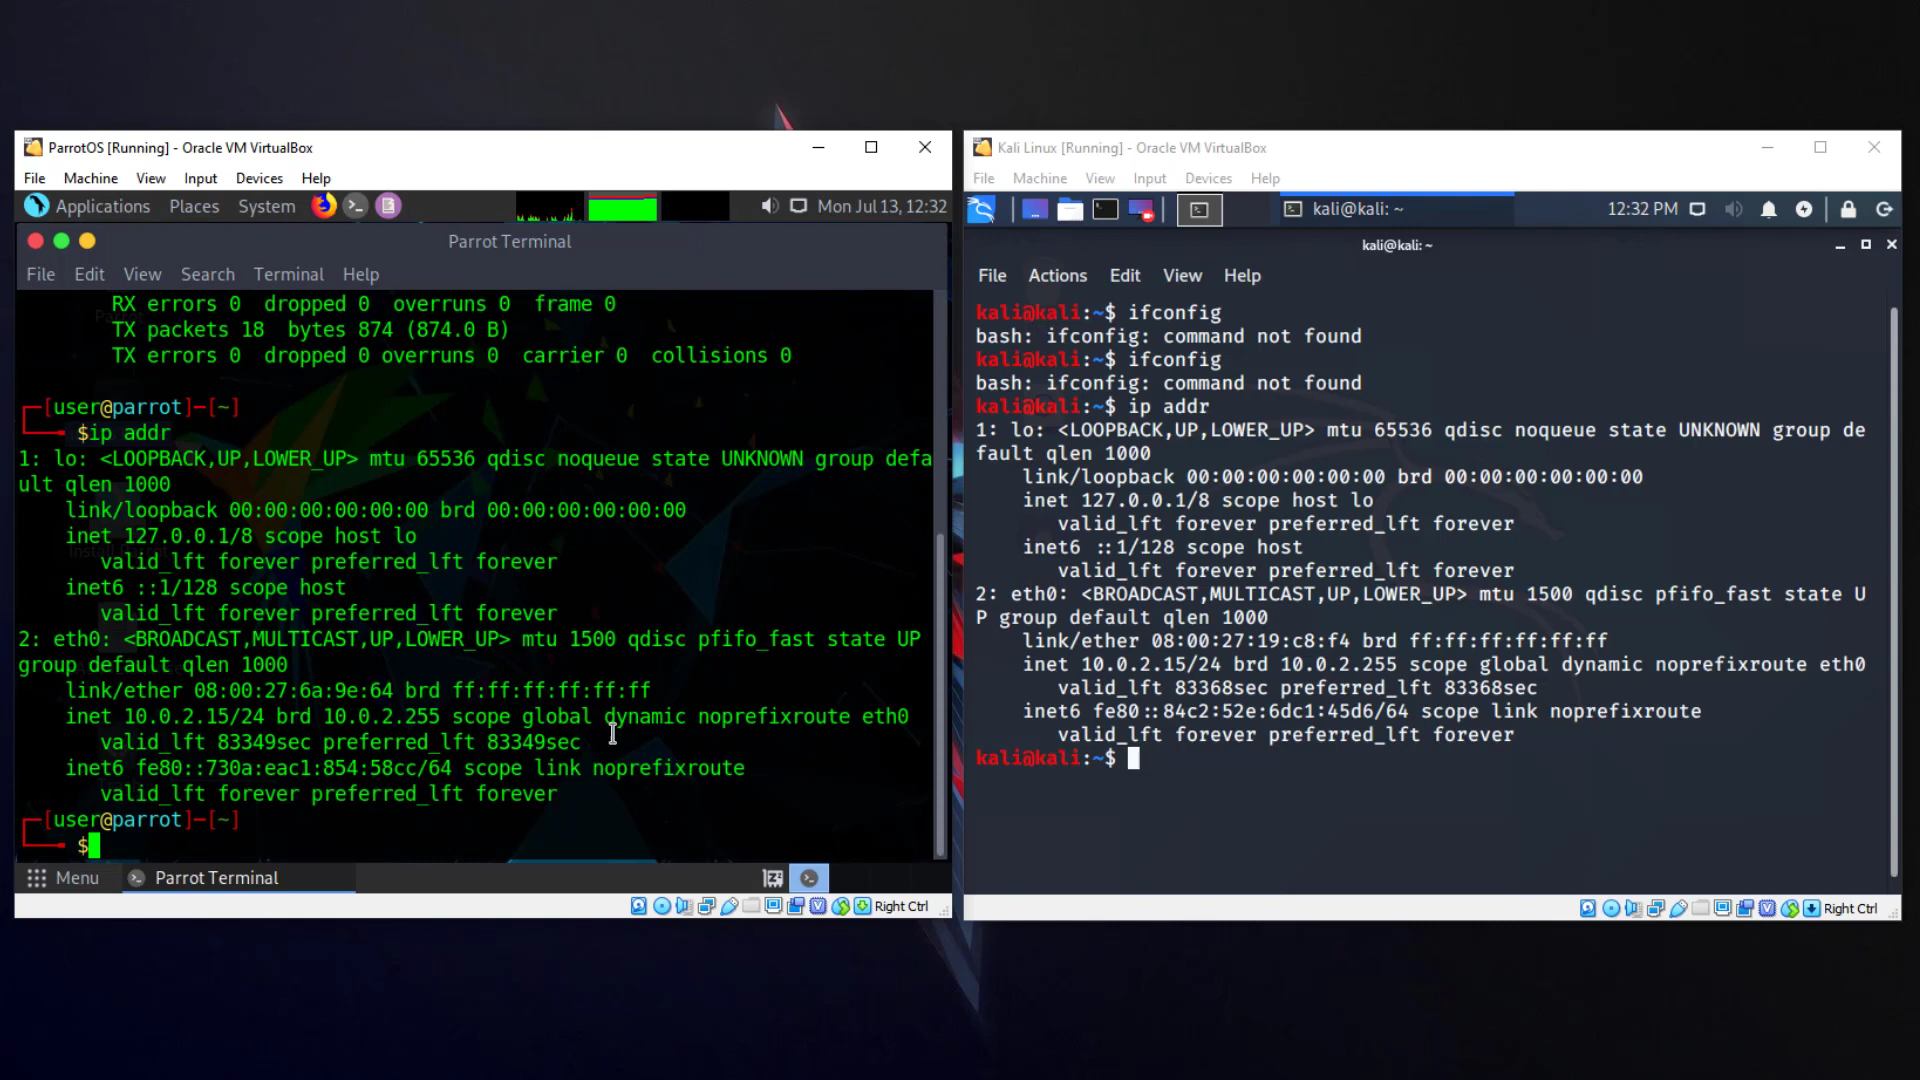 ParrotOS [Running] - Oracle VM VirtualBox
File Machine View Input Devices Help
Applications Places System Mon Jul 13, 12:32
Parrot Terminal
File Edit View Search Terminal Help
RX errors 0  dropped 0  overruns 0  frame 0
TX packets 18  bytes 874 (874.0 B)
TX errors 0  dropped 0 overruns 0  carrier 0  collisions 0
┌─[user@parrot]─[~]
└──╼ $ip addr
1: lo: <LOOPBACK,UP,LOWER_UP> mtu 65536 qdisc noqueue state UNKNOWN group defa
ult qlen 1000
link/loopback 00:00:00:00:00:00 brd 00:00:00:00:00:00
inet 127.0.0.1/8 scope host lo
valid_lft forever preferred_lft forever
inet6 ::1/128 scope host
valid_lft forever preferred_lft forever
2: eth0: <BROADCAST,MULTICAST,UP,LOWER_UP> mtu 1500 qdisc pfifo_fast state UP
group default qlen 1000
link/ether 08:00:27:6a:9e:64 brd ff:ff:ff:ff:ff:ff
inet 10.0.2.15/24 brd 10.0.2.255 scope global dynamic noprefixroute eth0
valid_lft 83349sec preferred_lft 83349sec
inet6 fe80::730a:eac1:854:58cc/64 scope link noprefixroute
valid_lft forever preferred_lft forever
┌─[user@parrot]─[~]
└──╼ $
Menu Parrot Terminal
Right Ctrl
Kali Linux [Running] - Oracle VM VirtualBox
File Machine View Input Devices Help
kali@kali: ~ 12:32 PM
kali@kali: ~
File Actions Edit View Help
kali@kali:~$ ifconfig
bash: ifconfig: command not found
kali@kali:~$ ifconfig
bash: ifconfig: command not found
kali@kali:~$ ip addr
1: lo: <LOOPBACK,UP,LOWER_UP> mtu 65536 qdisc noqueue state UNKNOWN group de
fault qlen 1000
link/loopback 00:00:00:00:00:00 brd 00:00:00:00:00:00
inet 127.0.0.1/8 scope host lo
valid_lft forever preferred_lft forever
inet6 ::1/128 scope host
valid_lft forever preferred_lft forever
2: eth0: <BROADCAST,MULTICAST,UP,LOWER_UP> mtu 1500 qdisc pfifo_fast state U
P group default qlen 1000
link/ether 08:00:27:19:c8:f4 brd ff:ff:ff:ff:ff:ff
inet 10.0.2.15/24 brd 10.0.2.255 scope global dynamic noprefixroute eth0
valid_lft 83368sec preferred_lft 83368sec
inet6 fe80::84c2:52e:6dc1:45d6/64 scope link noprefixroute
valid_lft forever preferred_lft forever
kali@kali:~$
Right Ctrl